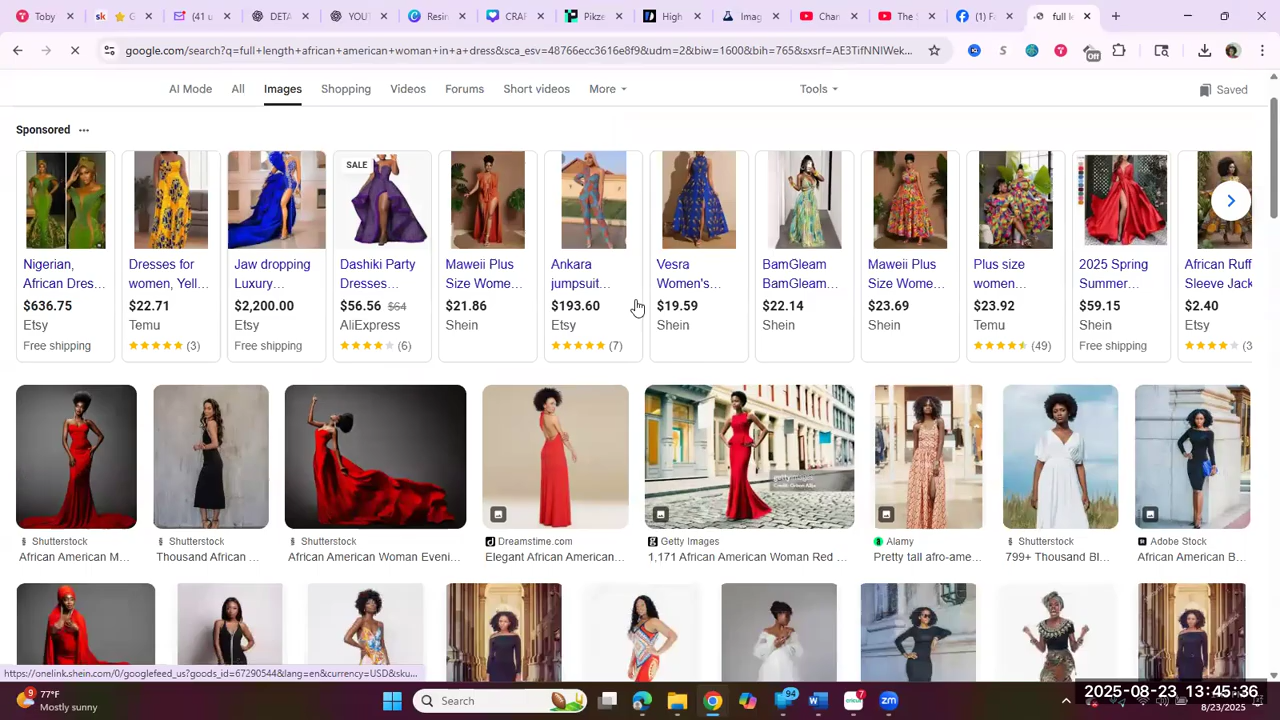 Toby
G
(41 u
DETA
YOU
Resin
CRAF
Pikze
High
Imag
Chan
The S
(1) Fa
full le
google.com/search?q=full+length+african+american+woman+in+a+dress&sca_esv=48766ecc3616e8f9&udm=2&biw=1600&bih=765&sxsrf=AE3TifNNIWek...
Off
AI Mode
All
Images
Shopping
Videos
Forums
Short videos
More
Tools
Saved
Sponsored
SALE
Nigerian,
African Dres...
$636.75
Etsy
Free shipping
Dresses for
women, Yell...
$22.71
Temu
(3)
Jaw dropping
Luxury...
$2,200.00
Etsy
Free shipping
Dashiki Party
Dresses...
$56.56 $64
AliExpress
(6)
Maweii Plus
Size Wome...
$21.86
Shein
Ankara
jumpsuit...
$193.60
Etsy
(7)
Vesra
Women's...
$19.59
Shein
BamGleam
BamGleam...
$22.14
Shein
Maweii Plus
Size Wome...
$23.69
Shein
Plus size
women...
$23.92
Temu
(49)
2025 Spring
Summer...
$59.15
Shein
Free shipping
African Ruff
Sleeve Jack
$2.40
Etsy
(3
Shutterstock
African American M...
Shutterstock
Thousand African ...
Shutterstock
African American Woman Eveni...
Dreamstime.com
Elegant African American...
gettyimages
Getty Images
1,171 African American Woman Red ...
Alamy
Pretty tall afro-ame...
Shutterstock
799+ Thousand Bl...
Adobe Stock
African American B...
https://onelink.shein.com/0/googlefeed_us?goods_id=67290544&lang=en&currency=USD&sku...
9
77°F
Mostly sunny
Search
94
7
zm
2025-08-23 13:45:36
8/23/2025